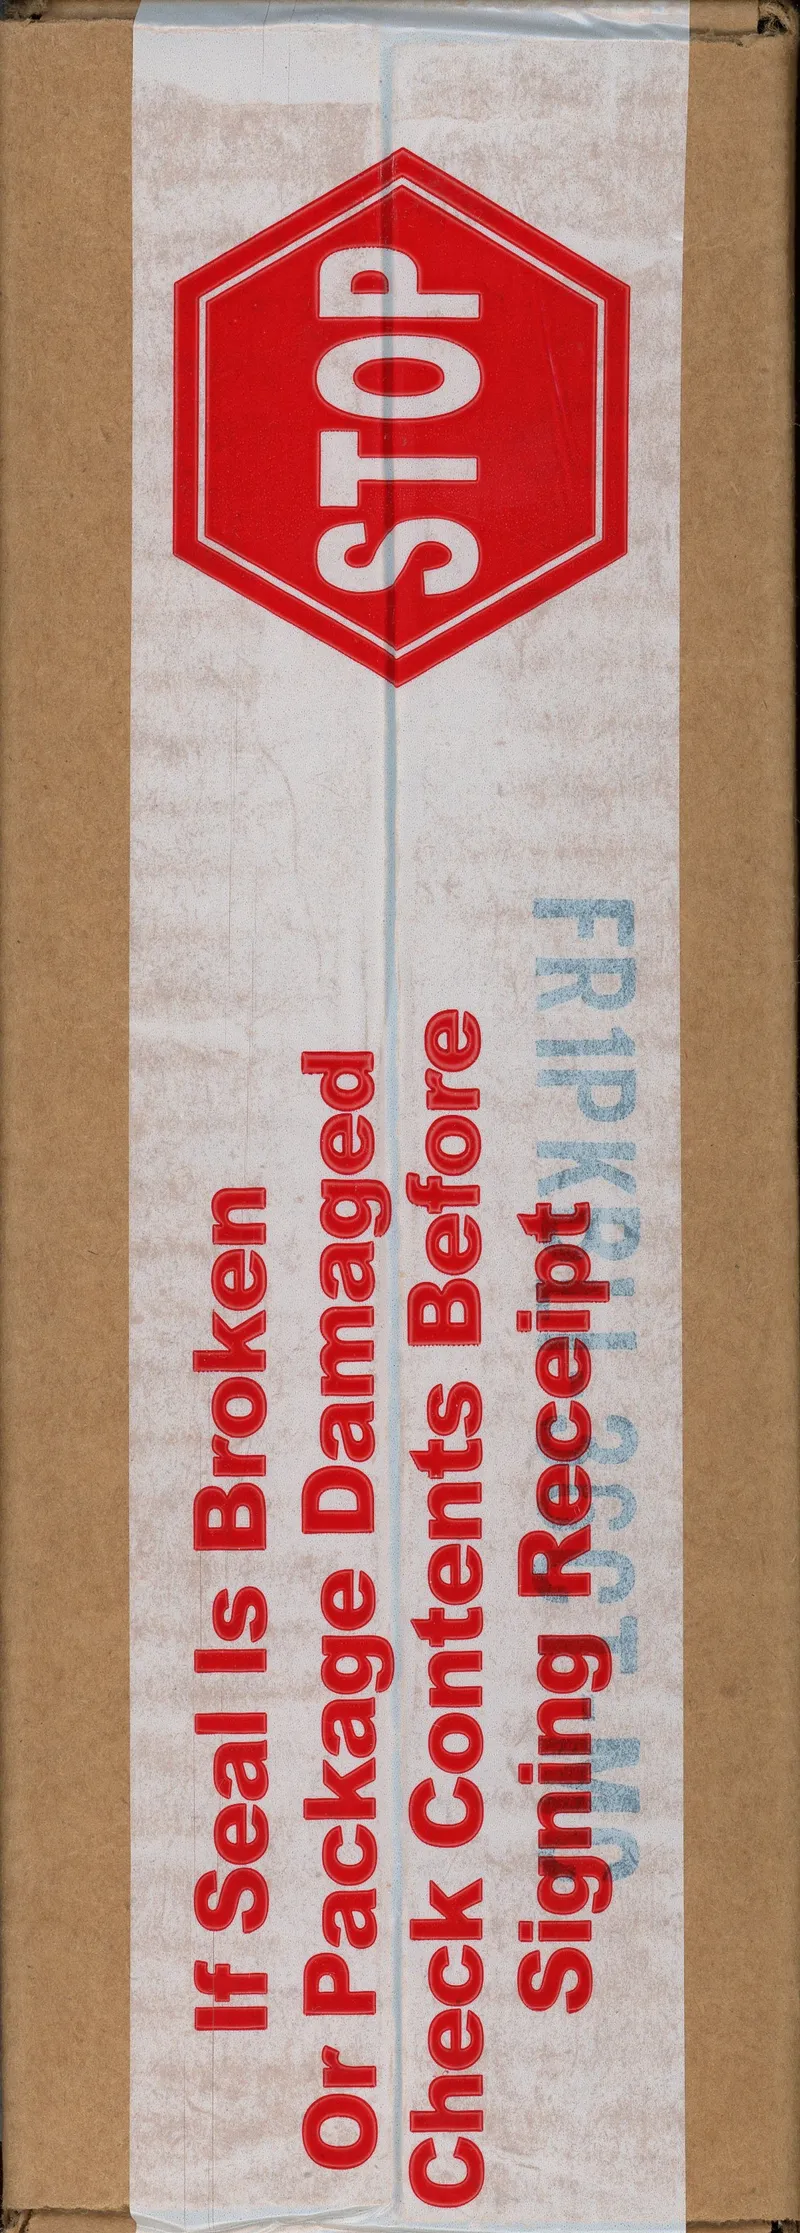 STOP
If Seal Is Broken
Or Package Damaged
Check Contents Before
Signing Receipt